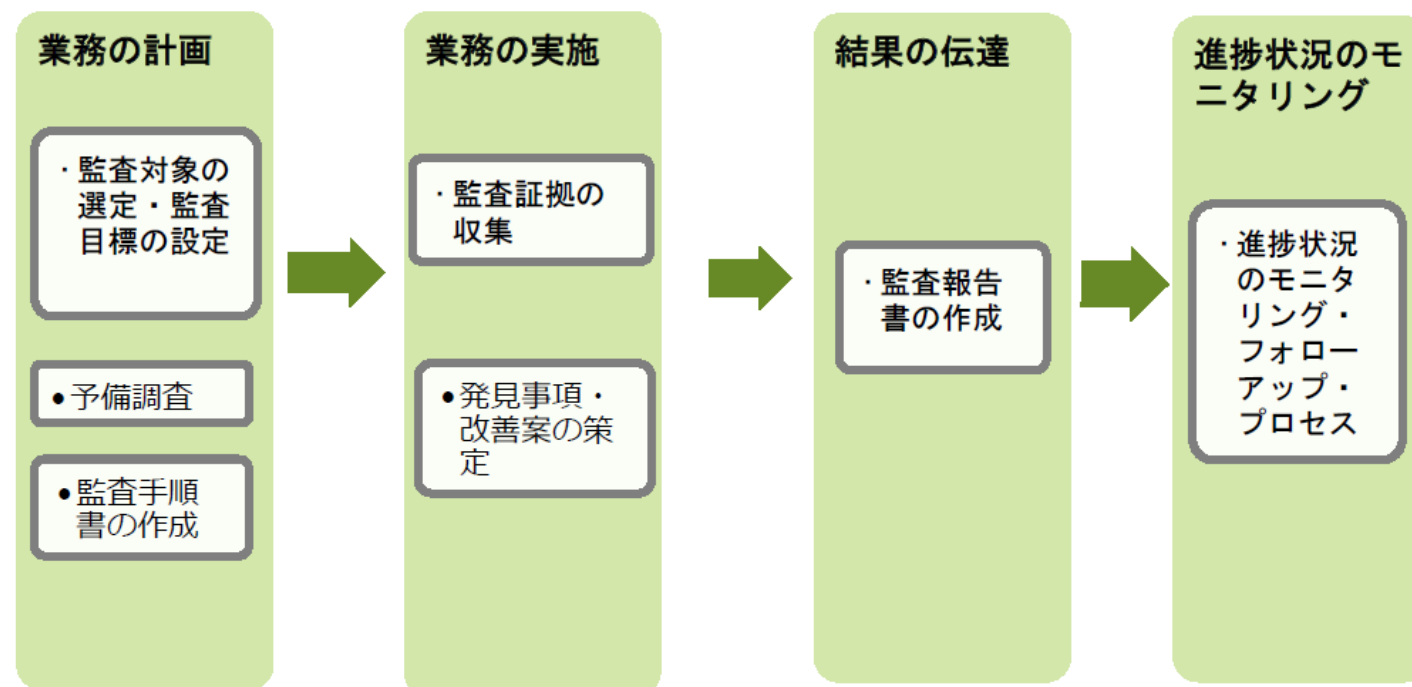 業務の計画
・監査対象の
選定・監査
目標の設定
●予備調査
●監査手順
書の作成
業務の実施
・監査証拠の
収集
●発見事項・
改善案の策
定
結果の伝達
・監査報告
書の作成
進捗状況のモ
ニタリング
・進捗状況
のモニタ
リング・
フォロー
アップ・
プロセス